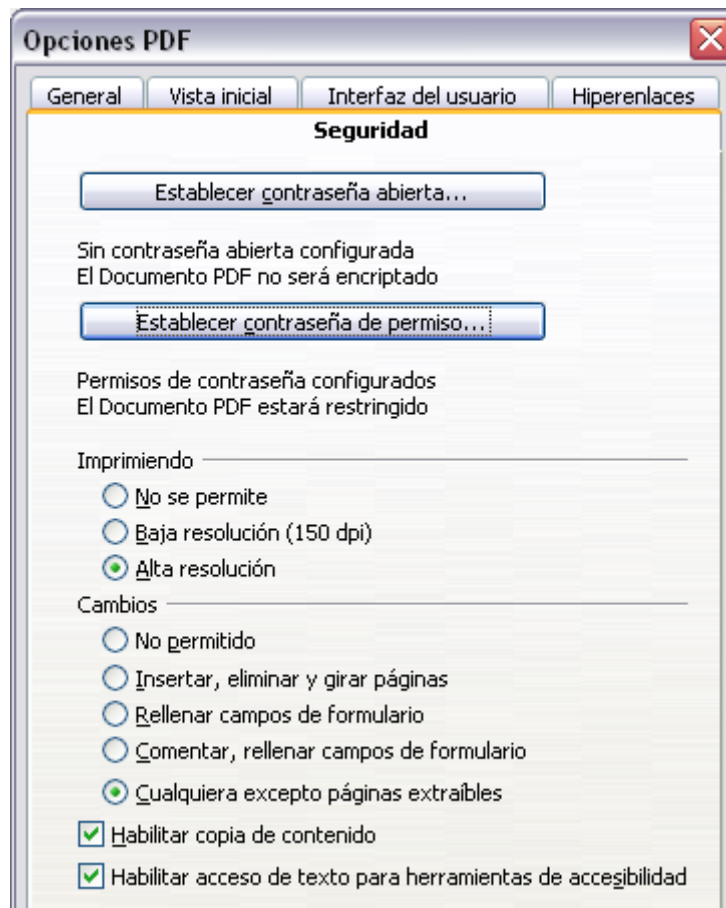 Opciones PDF
General Vista inicial Interfaz del usuario Hiperenlaces
Seguridad
Establecer contraseña abierta...
Sin contraseña abierta configurada
El Documento PDF no será encriptado
Establecer contraseña de permiso...
Permisos de contraseña configurados
El Documento PDF estará restringido
Imprimiendo
No se permite
Baja resolución (150 dpi)
Alta resolución
Cambios
No permitido
Insertar, eliminar y girar páginas
Rellenar campos de formulario
Comentar, rellenar campos de formulario
Cualquiera excepto páginas extraíbles
Habilitar copia de contenido
Habilitar acceso de texto para herramientas de accesibilidad